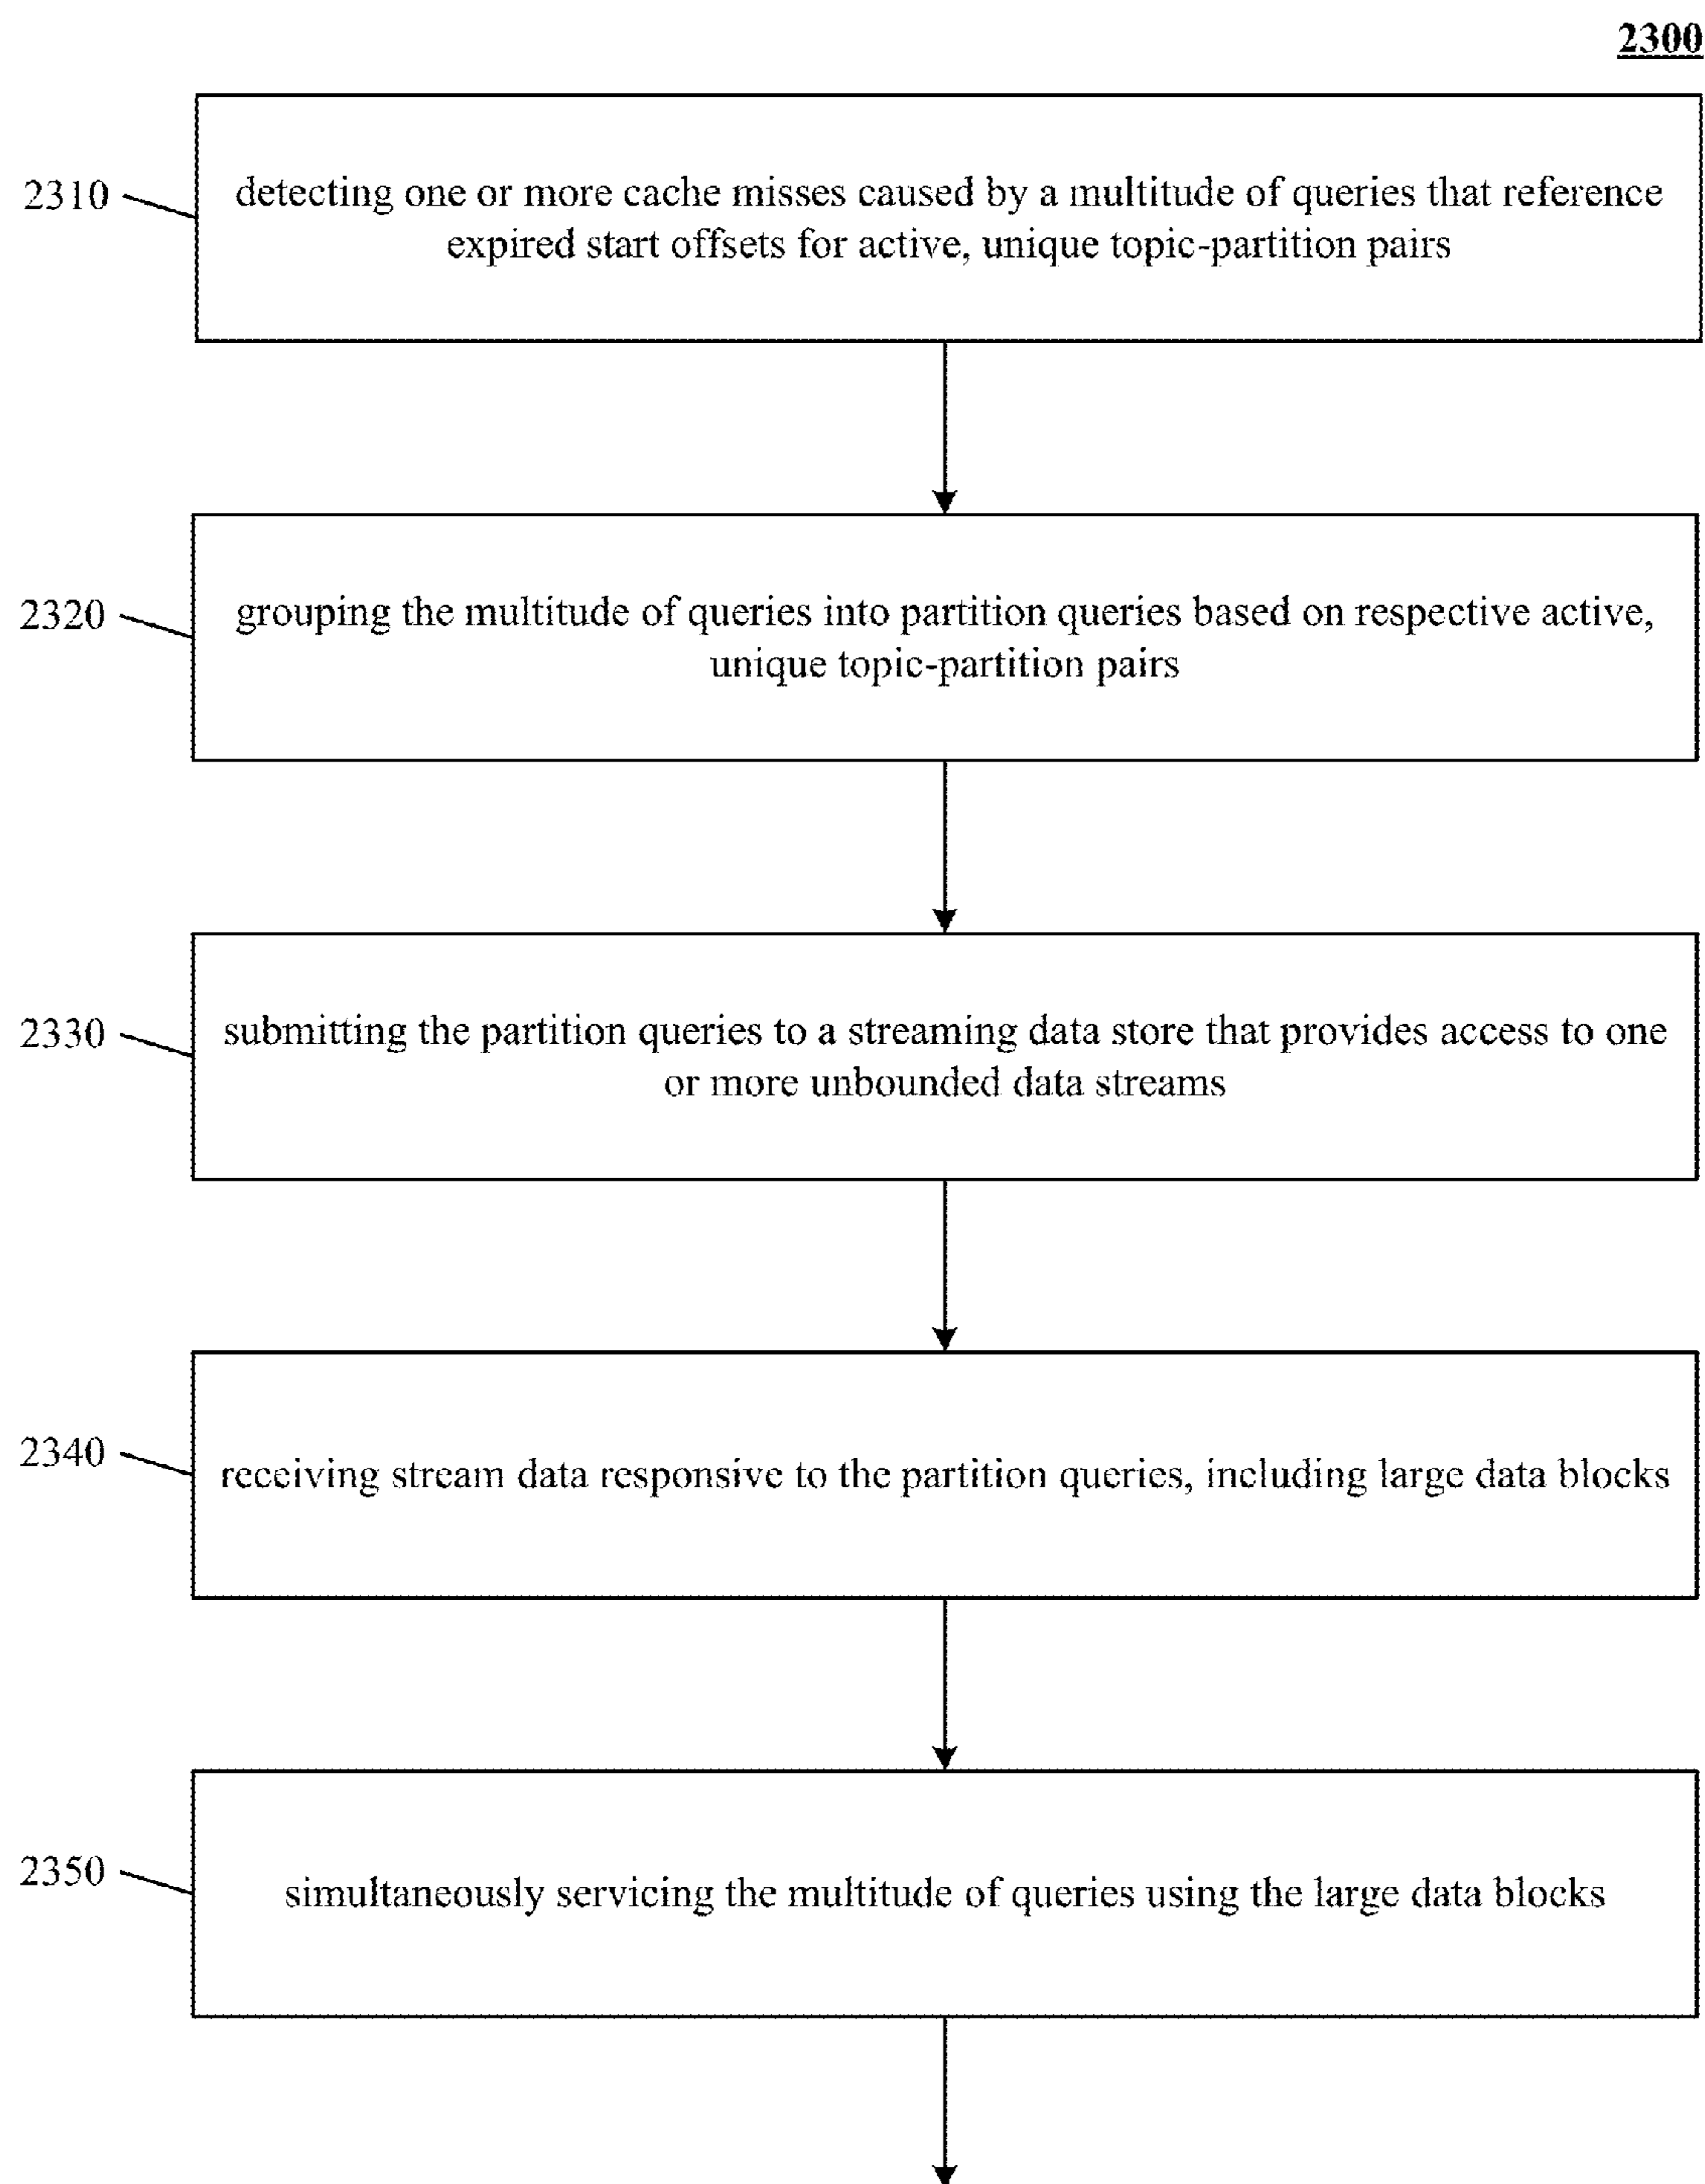 2300
2310
detecting one or more cache misses caused by a multitude of queries that reference
expired start offsets for active, unique topic-partition pairs
2320
grouping the multitude of queries into partition queries based on respective active,
unique topic-partition pairs
2330
submitting the partition queries to a streaming data store that provides access to one
or more unbounded data streams
2340
receiving stream data responsive to the partition queries, including large data blocks
2350
simultaneously servicing the multitude of queries using the large data blocks